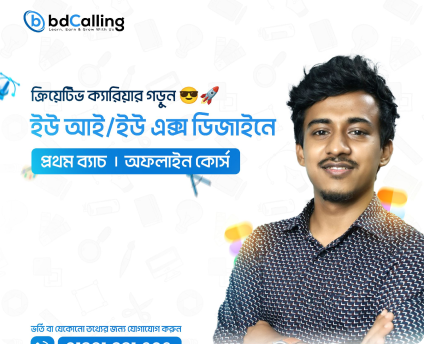 bdCalling
Learn, Earn & Grow With Us
ক্রিয়েটিভ ক্যারিয়ার গড়ুন 😎🚀
ইউ আই/ইউ এক্স ডিজাইনে
প্রথম ব্যাচ । অফলাইন কোর্স
ভর্তি বা যেকোনো তথ্যের জন্য যোগাযোগ করুন